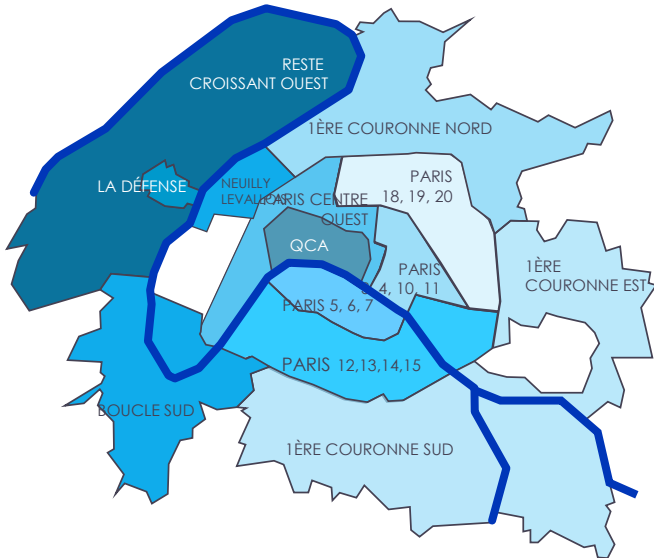 RESTE
CROISSANT OUEST
1ÈRE COURONNE NORD
LA DÉFENSE
NEUILLY
LEVALLOIS
PARIS CENTRE
OUEST
PARIS
18, 19, 20
QCA
PARIS
3, 4, 10, 11
1ÈRE
COURONNE EST
PARIS 5, 6, 7
PARIS 12,13,14,15
BOUCLE SUD
1ÈRE COURONNE SUD